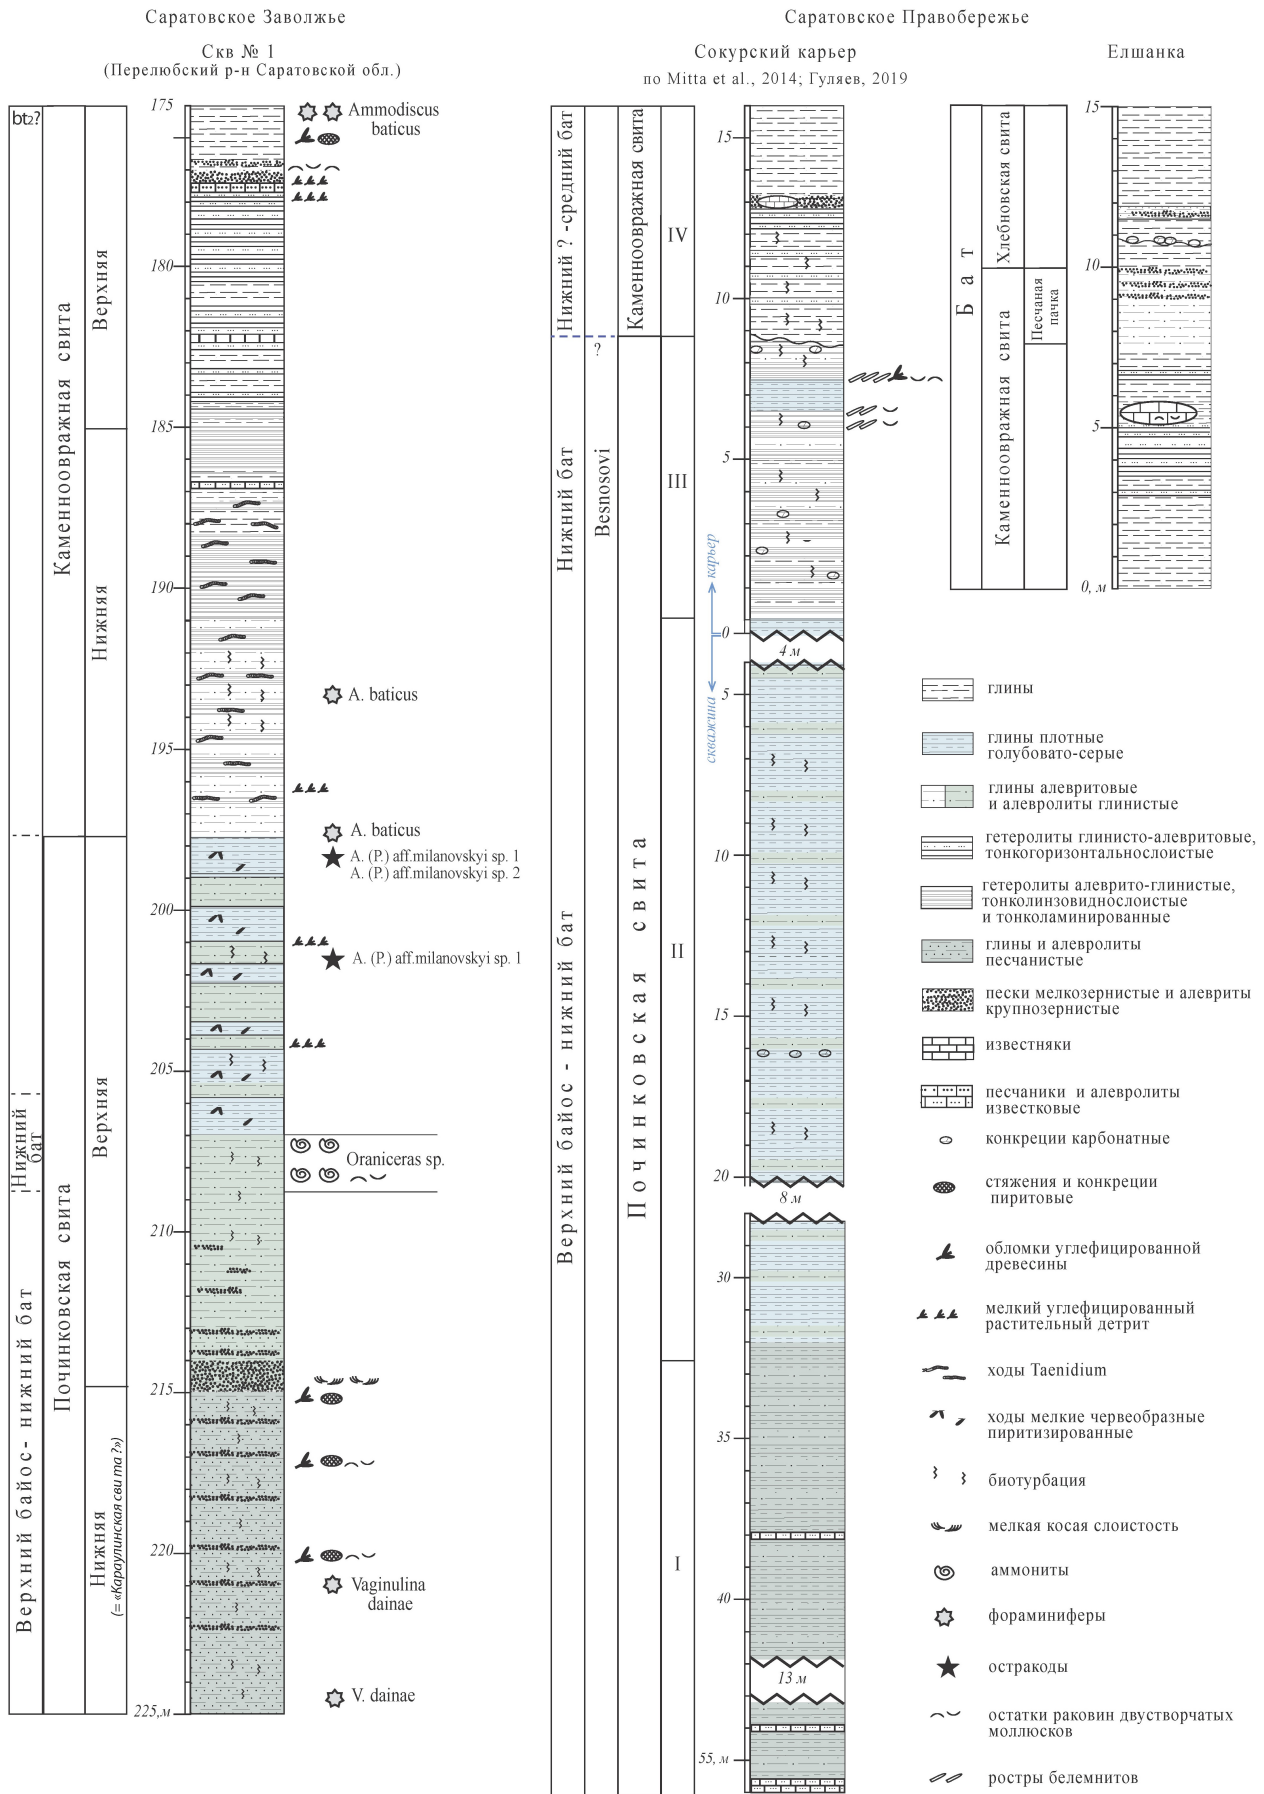 Саратовское Заволжье
Саратовское Правобережье
Скв № 1
(Перелюбский р-н Саратовской обл.)
Сокурский карьер
по Mitta et al., 2014; Гуляев, 2019
Елшанка
bt₂?
Верхний байос - нижний бат
Нижний
бат
Каменноовражная свита
Починковская свита
Верхняя
Нижняя
Верхняя
Нижняя
(= «Караулинская сви та ?»)
175
180
185
190
195
200
205
210
215
220
225,м
Ammodiscus
baticus
A. baticus
A. baticus
A. (P.) aff.milanovskyi sp. 1
A. (P.) aff.milanovskyi sp. 2
A. (P.) aff.milanovskyi sp. 1
Oraniceras sp.
Vaginulina
dainae
V. dainae
Нижний ? -средний бат
Нижний бат
Верхний байос - нижний бат
?
Besnosovi
Каменноовражная свита
Починковская свита
IV
III
II
I
карьер
скважина
15
10
5
0
4 м
5
10
15
20
8 м
30
35
40
13 м
55, м
Бат
Хлебновская свита
Каменноовражная свита
Песчаная
пачка
15
10
5
0, м
глины
глины плотные
голубовато-серые
глины алевритовые
и алевролиты глинистые
гетеролиты глинисто-алевритовые,
тонкогоризонтальнослоистые
гетеролиты алеврито-глинистые,
тонколинзовиднослоистые
и тонколаминированные
глины и алевролиты
песчанистые
пески мелкозернистые и алевриты
крупнозернистые
известняки
песчаники и алевролиты
известковые
конкреции карбонатные
стяжения и конкреции
пиритовые
обломки углефицированной
древесины
мелкий углефицированный
растительный детрит
ходы Taenidium
ходы мелкие червеобразные
пиритизированные
биотурбация
мелкая косая слоистость
аммониты
фораминиферы
остракоды
остатки раковин двустворчатых
моллюсков
ростры белемнитов